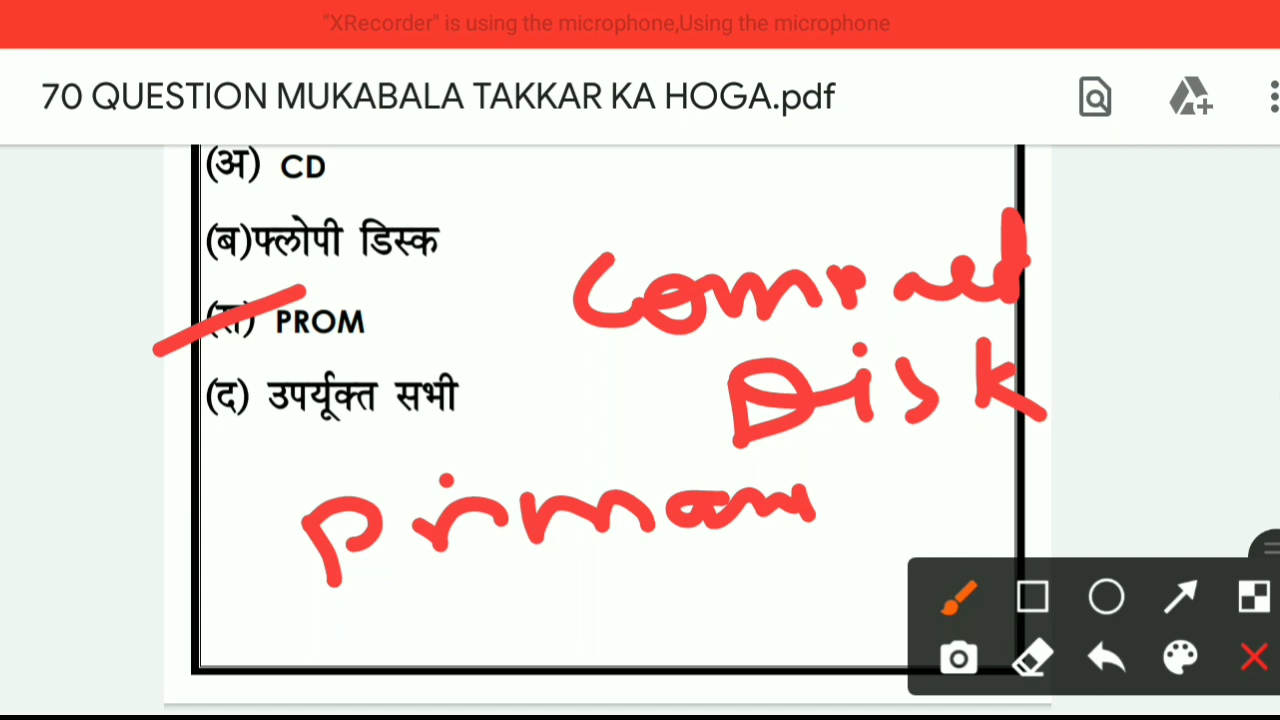 "XRecorder" is using the microphone,Using the microphone
70 QUESTION MUKABALA TAKKAR KA HOGA.pdf
(अ) CD
(ब)फ्लोपी डिस्क
(स) PROM
(द) उपर्यूक्त सभी
Disk